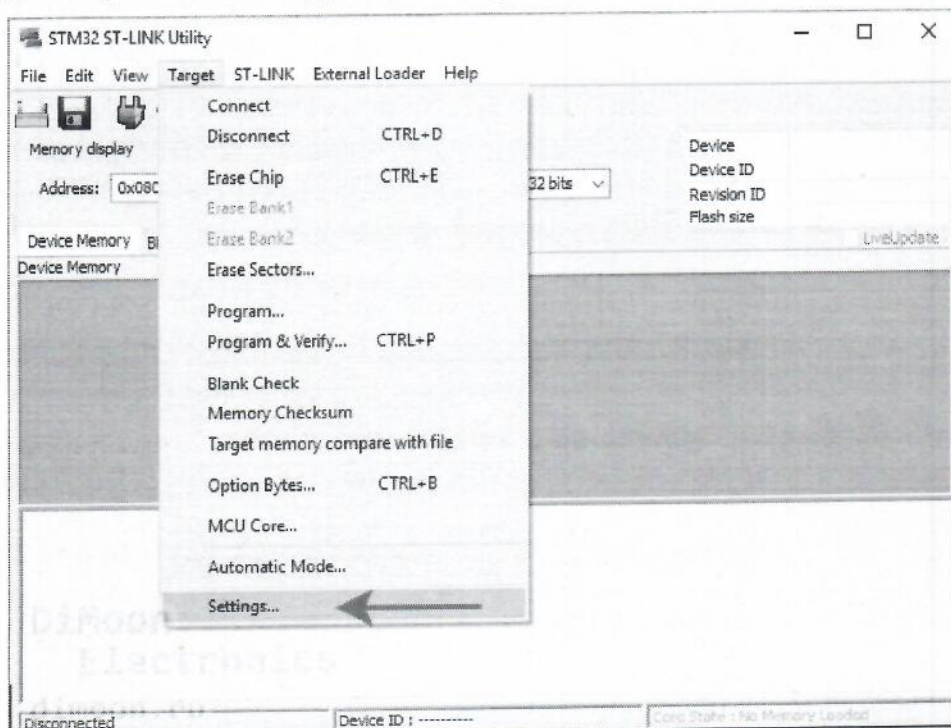 STM32 ST-LINK Utility
File Edit View Target ST-LINK External Loader Help
Connect
Disconnect CTRL+D
Memory display
Device
Device ID
Address: 0x080
Erase Chip CTRL+E
32 bits
Revision ID
Erase Bank1
Flash size
Device Memory
Erase Bank2
LiveUpdate
Device Memory
Erase Sectors...
Program...
Program & Verify... CTRL+P
Blank Check
Memory Checksum
Target memory compare with file
Option Bytes... CTRL+B
MCU Core...
Automatic Mode...
Settings...
DiMoon
Electronics
Disconnected
Device ID : ----------
Core State : No Memory Loaded